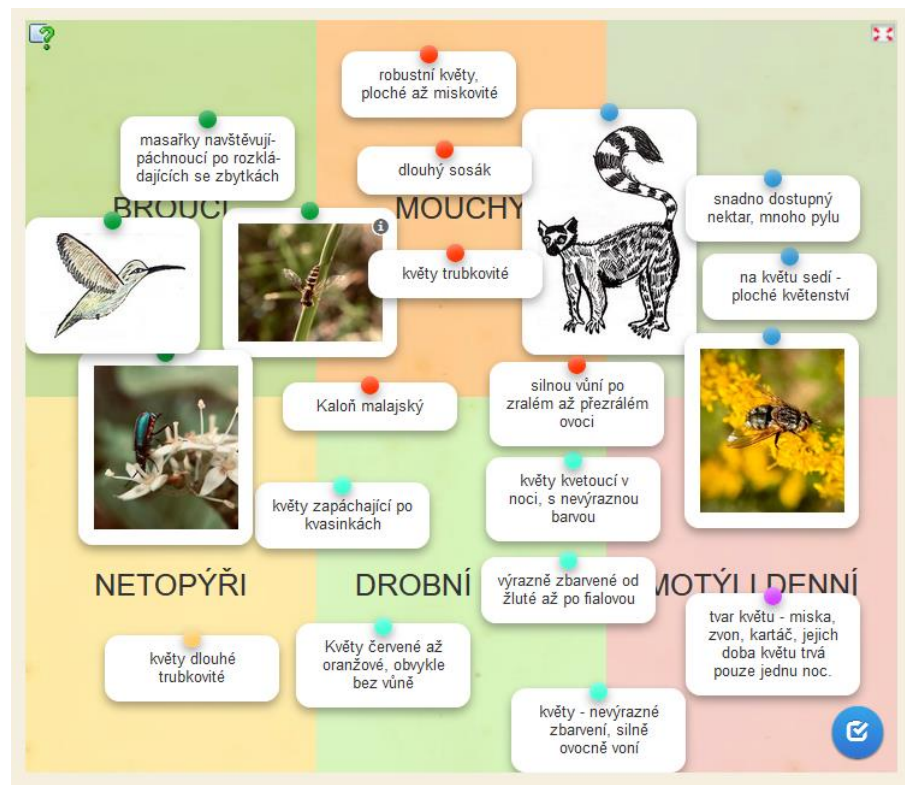 robustní květy,
ploché až miskovité
masařky navštěvují-
páchnoucí po rozklá-
dajících se zbytkách
dlouhý sosák
snadno dostupný
nektar, mnoho pylu
BROUCI
MOUCHY
květy trubkovité
na květu sedí -
ploché květenství
silnou vůní po
zralém až přezrálém
ovoci
Kaloň malajský
květy kvetoucí v
noci, s nevýraznou
barvou
květy zapáchající po
kvasinkách
NETOPÝŘI
DROBNÍ
MOTÝLI DENNÍ
výrazně zbarvené od
žluté až po fialovou
tvar květu - miska,
zvon, kartáč, jejich
doba květu trvá
pouze jednu noc.
květy dlouhé
trubkovité
Květy červené až
oranžové, obvykle
bez vůně
květy - nevýrazné
zbarvení, silně
ovocně voní